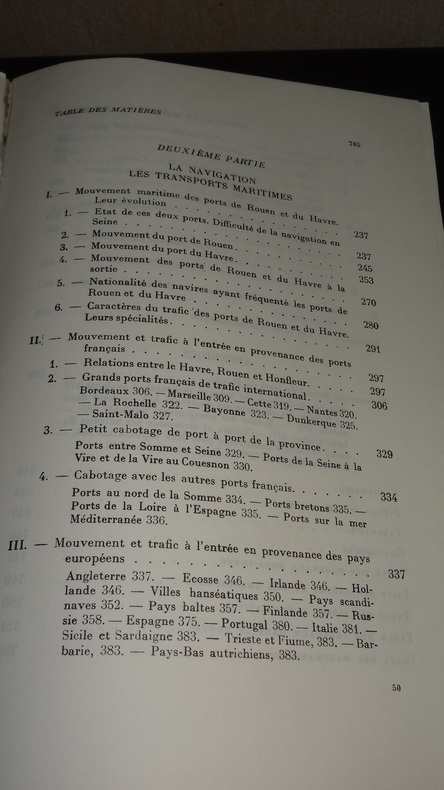 TABLE DES MATIÈRES
785
DEUXIÈME PARTIE
LA NAVIGATION
LES TRANSPORTS MARITIMES
I. — Mouvement maritime des ports de Rouen et du Havre.
Leur évolution . . . . . . . . . . . . . . . . 237
1. — Etat de ces deux ports. Difficulté de la navigation en
Seine . . . . . . . . . . . . . . . . . . . 237
2. — Mouvement du port de Rouen. . . . . . . . . . . 245
3. — Mouvement du port du Havre. . . . . . . . . . . 253
4. — Mouvement des ports de Rouen et du Havre à la
sortie . . . . . . . . . . . . . . . . . . . 270
5. — Nationalité des navires ayant fréquenté les ports de
Rouen et du Havre . . . . . . . . . . . . . . 280
6. — Caractères du trafic des ports de Rouen et du Havre.
Leurs spécialités. . . . . . . . . . . . . . . . 291
II. — Mouvement et trafic à l'entrée en provenance des ports
français . . . . . . . . . . . . . . . . . . . 297
1. — Relations entre le Havre, Rouen et Honfleur. . . . . 297
2. — Grands ports français de trafic international. . . . . 306
Bordeaux 306. — Marseille 309. — Cette 319. — Nantes 320.
— La Rochelle 322. — Bayonne 323. — Dunkerque 325.
— Saint-Malo 327.
3. — Petit cabotage de port à port de la province. . . . . 329
Ports entre Somme et Seine 329. — Ports de la Seine à la
Vire et de la Vire au Couesnon 330.
4. — Cabotage avec les autres ports français. . . . . . . . 334
Ports au nord de la Somme 334. — Ports bretons 335. —
Ports de la Loire à l'Espagne 335. — Ports sur la mer
Méditerranée 336.
III. — Mouvement et trafic à l'entrée en provenance des pays
européens . . . . . . . . . . . . . . . . . . 337
Angleterre 337. — Ecosse 346. — Irlande 346. — Hol-
lande 346. — Villes hanséatiques 350. — Pays scandi-
naves 352. — Pays baltes 357. — Finlande 357. — Rus-
sie 358. — Espagne 375. — Portugal 380. — Italie 381. —
Sicile et Sardaigne 383. — Trieste et Fiume, 383. — Bar-
barie, 383. — Pays-Bas autrichiens, 383.
50